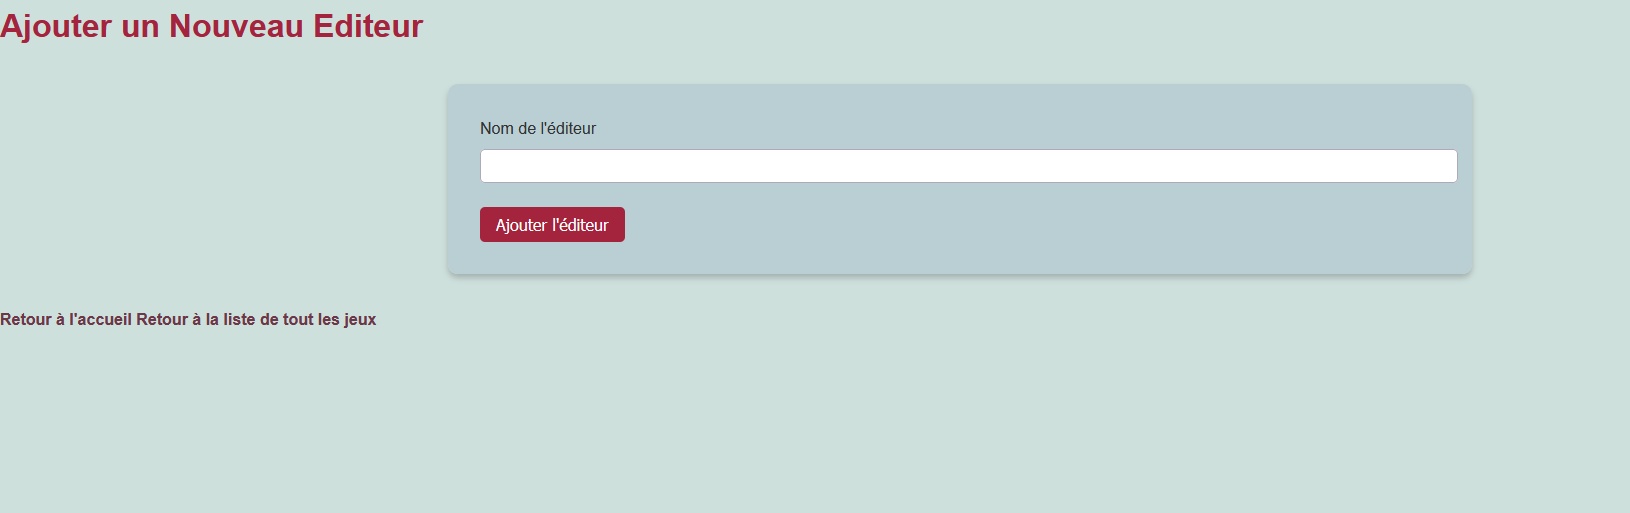 Ajouter un Nouveau Editeur
Nom de l'éditeur
Ajouter l'éditeur
Retour à l'accueil Retour à la liste de tout les jeux